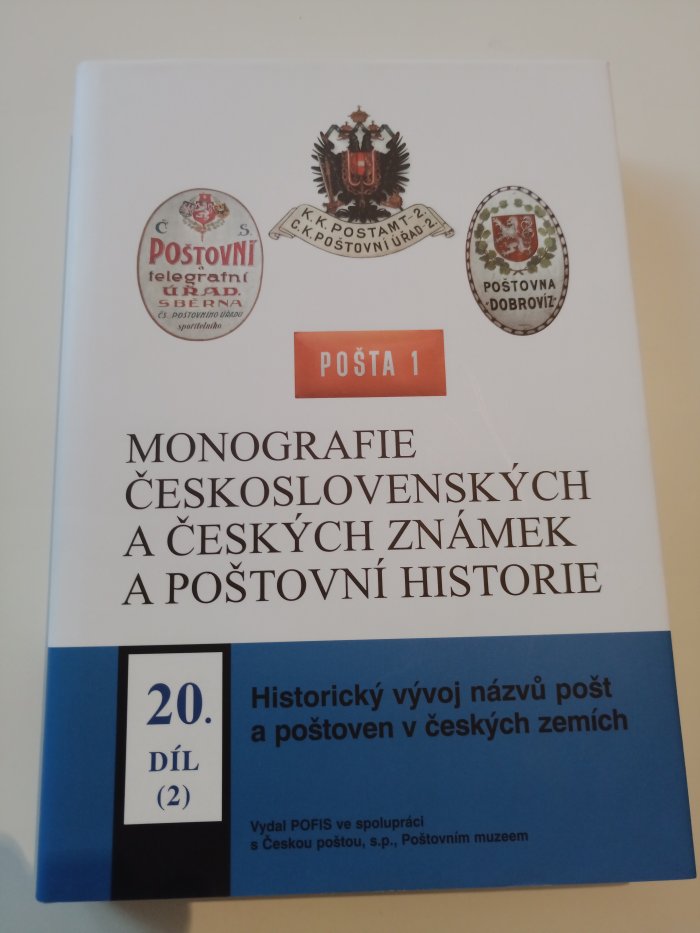 K.K. POSTAMT-2.
C.K. POŠTOVNÍ ÚŘAD-2.
Č. S.
POŠTOVNÍ
a
telegrafní
ÚŘAD.
SBĚRNA
ČS. POŠTOVNÍHO ÚŘADU
spořitelního
POŠTOVNA
"DOBROVÍZ"
POŠTA 1
MONOGRAFIE
ČESKOSLOVENSKÝCH
A ČESKÝCH ZNÁMEK
A POŠTOVNÍ HISTORIE
20.
DÍL
(2)
Historický vývoj názvů pošt
a poštoven v českých zemích
Vydal POFIS ve spolupráci
s Českou poštou, s.p., Poštovním muzeem